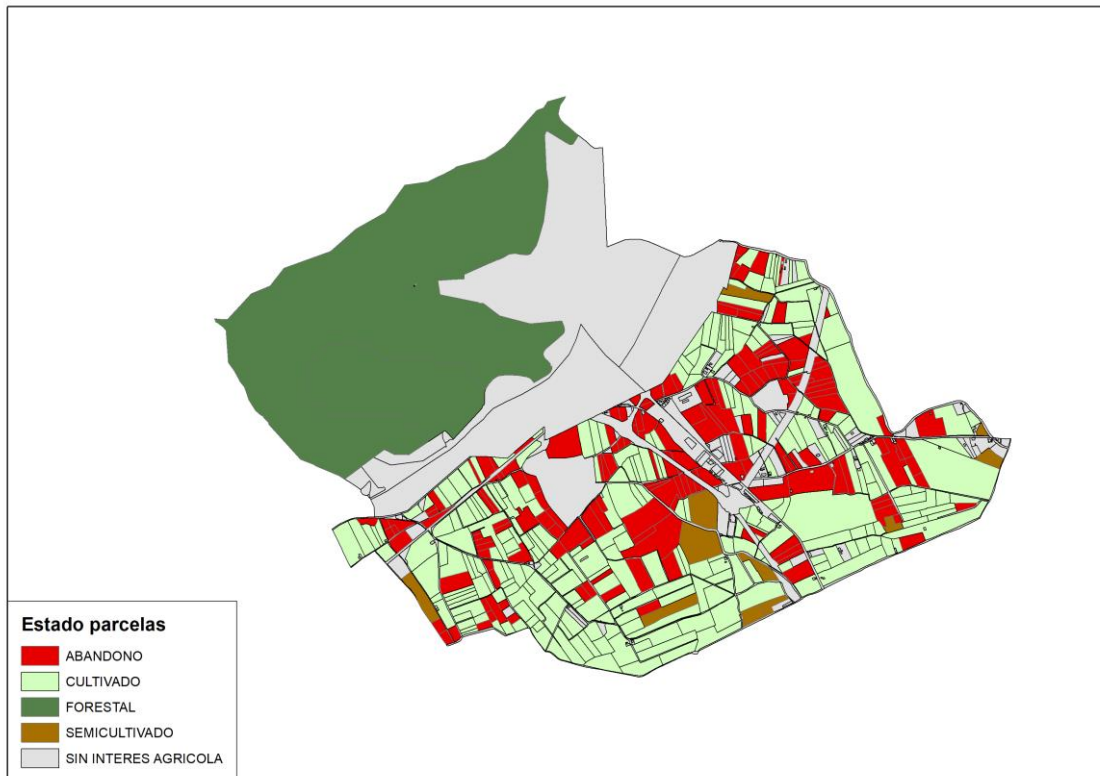 Estado parcelas
ABANDONO
CULTIVADO
FORESTAL
SEMICULTIVADO
SIN INTERES AGRICOLA